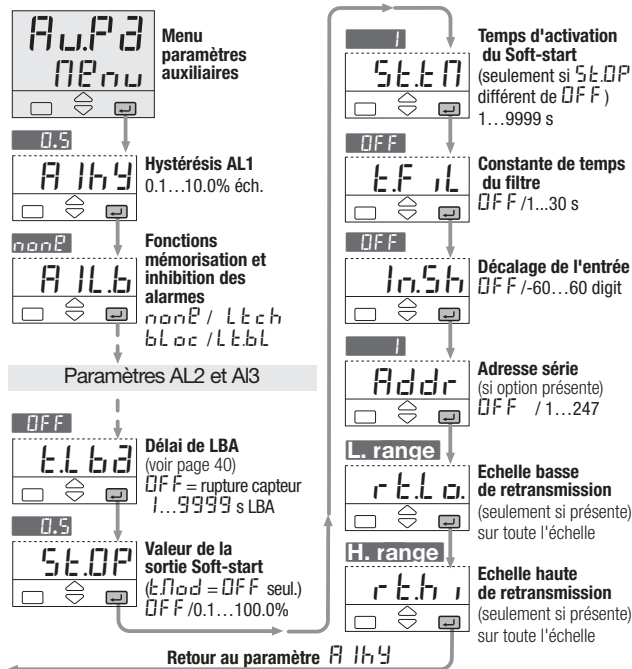 Au.Pa
Menu
Menu
paramètres
auxiliaires
0.5
A1hy
Hystérésis AL1
0.1…10.0% éch.
none
A1L.b
Fonctions
mémorisation et
inhibition des
alarmes
none / Ltch
bLoc / Lt.bL
Paramètres AL2 et Al3
OFF
t.Lba
Délai de LBA
(voir page 40)
OFF = rupture capteur
1…9999 s LBA
0.5
St.OP
Valeur de la
sortie Soft-start
(t.Mod = OFF seul.)
OFF /0.1…100.0%
1
St.tM
Temps d'activation
du Soft-start
(seulement si St.OP
différent de OFF)
1…9999 s
OFF
t.FiL
Constante de temps
du filtre
OFF /1...30 s
OFF
In.Sh
Décalage de l'entrée
OFF /-60…60 digit
1
Addr
Adresse série
(si option présente)
OFF / 1…247
L. range
rt.Lo.
Echelle basse
de retransmission
(seulement si présente)
sur toute l'échelle
H. range
rt.hi
Echelle haute
de retransmission
(seulement si présente)
sur toute l'échelle
Retour au paramètre A1hy